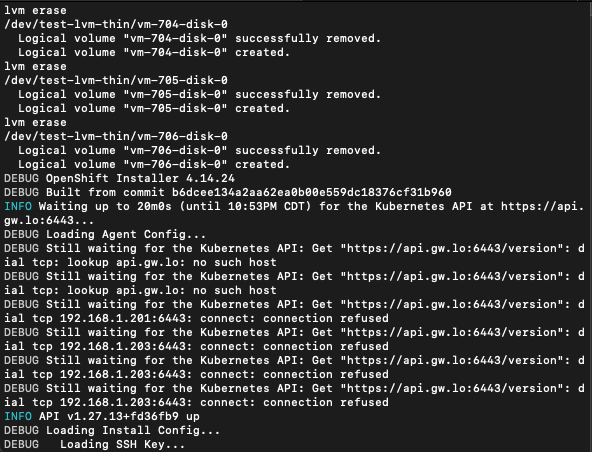 lvm erase
/dev/test-lvm-thin/vm-704-disk-0
  Logical volume "vm-704-disk-0" successfully removed.
  Logical volume "vm-704-disk-0" created.
lvm erase
/dev/test-lvm-thin/vm-705-disk-0
  Logical volume "vm-705-disk-0" successfully removed.
  Logical volume "vm-705-disk-0" created.
lvm erase
/dev/test-lvm-thin/vm-706-disk-0
  Logical volume "vm-706-disk-0" successfully removed.
  Logical volume "vm-706-disk-0" created.
DEBUG OpenShift Installer 4.14.24
DEBUG Built from commit b6dcee134a2aa62ea0b00e559dc18376cf31b960
INFO Waiting up to 20m0s (until 10:53PM CDT) for the Kubernetes API at https://api.
gw.lo:6443...
DEBUG Loading Agent Config...
DEBUG Still waiting for the Kubernetes API: Get "https://api.gw.lo:6443/version": d
ial tcp: lookup api.gw.lo: no such host
DEBUG Still waiting for the Kubernetes API: Get "https://api.gw.lo:6443/version": d
ial tcp: lookup api.gw.lo: no such host
DEBUG Still waiting for the Kubernetes API: Get "https://api.gw.lo:6443/version": d
ial tcp 192.168.1.201:6443: connect: connection refused
DEBUG Still waiting for the Kubernetes API: Get "https://api.gw.lo:6443/version": d
ial tcp 192.168.1.203:6443: connect: connection refused
DEBUG Still waiting for the Kubernetes API: Get "https://api.gw.lo:6443/version": d
ial tcp 192.168.1.203:6443: connect: connection refused
DEBUG Still waiting for the Kubernetes API: Get "https://api.gw.lo:6443/version": d
ial tcp 192.168.1.203:6443: connect: connection refused
INFO API v1.27.13+fd36fb9 up
DEBUG Loading Install Config...
DEBUG   Loading SSH Key...